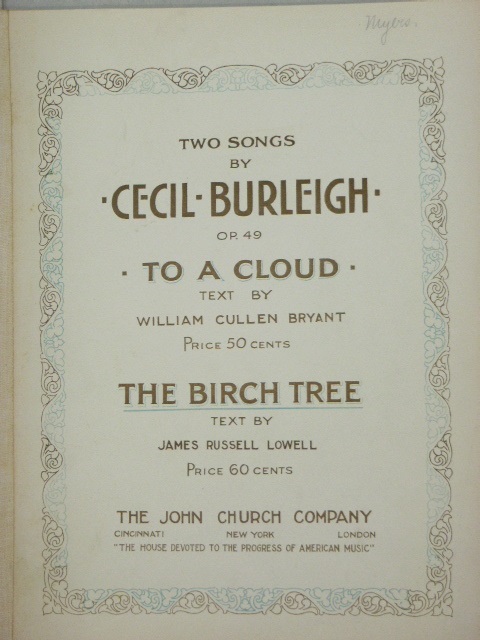 Myers.
TWO SONGS
BY
·CECIL·BURLEIGH·
OP. 49
· TO A CLOUD ·
TEXT BY
WILLIAM CULLEN BRYANT
PRICE 50 CENTS
THE BIRCH TREE
TEXT BY
JAMES RUSSELL LOWELL
PRICE 60 CENTS
THE JOHN CHURCH COMPANY
CINCINNATI NEW YORK LONDON
"THE HOUSE DEVOTED TO THE PROGRESS OF AMERICAN MUSIC"